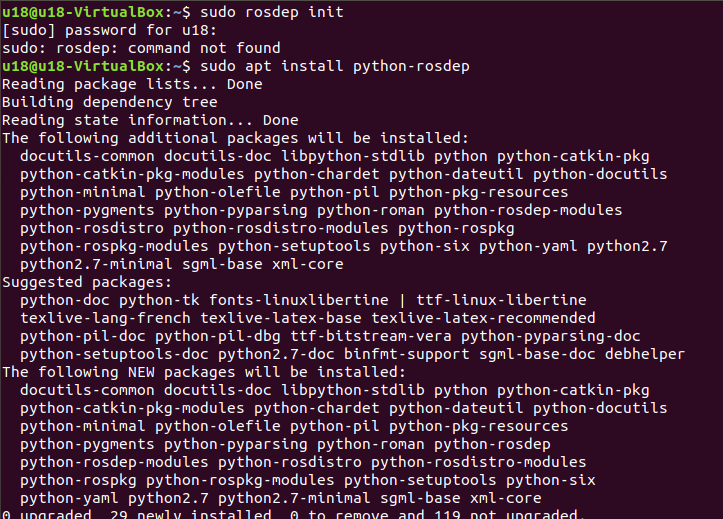 u18@u18-VirtualBox:~$ sudo rosdep init
[sudo] password for u18:
sudo: rosdep: command not found
u18@u18-VirtualBox:~$ sudo apt install python-rosdep
Reading package lists... Done
Building dependency tree
Reading state information... Done
The following additional packages will be installed:
  docutils-common docutils-doc libpython-stdlib python python-catkin-pkg
  python-catkin-pkg-modules python-chardet python-dateutil python-docutils
  python-minimal python-olefile python-pil python-pkg-resources
  python-pygments python-pyparsing python-roman python-rosdep-modules
  python-rosdistro python-rosdistro-modules python-rospkg
  python-rospkg-modules python-setuptools python-six python-yaml python2.7
  python2.7-minimal sgml-base xml-core
Suggested packages:
  python-doc python-tk fonts-linuxlibertine | ttf-linux-libertine
  texlive-lang-french texlive-latex-base texlive-latex-recommended
  python-pil-doc python-pil-dbg ttf-bitstream-vera python-pyparsing-doc
  python-setuptools-doc python2.7-doc binfmt-support sgml-base-doc debhelper
The following NEW packages will be installed:
  docutils-common docutils-doc libpython-stdlib python python-catkin-pkg
  python-catkin-pkg-modules python-chardet python-dateutil python-docutils
  python-minimal python-olefile python-pil python-pkg-resources
  python-pygments python-pyparsing python-roman python-rosdep
  python-rosdep-modules python-rosdistro python-rosdistro-modules
  python-rospkg python-rospkg-modules python-setuptools python-six
  python-yaml python2.7 python2.7-minimal sgml-base xml-core
0 upgraded, 29 newly installed, 0 to remove and 119 not upgraded.